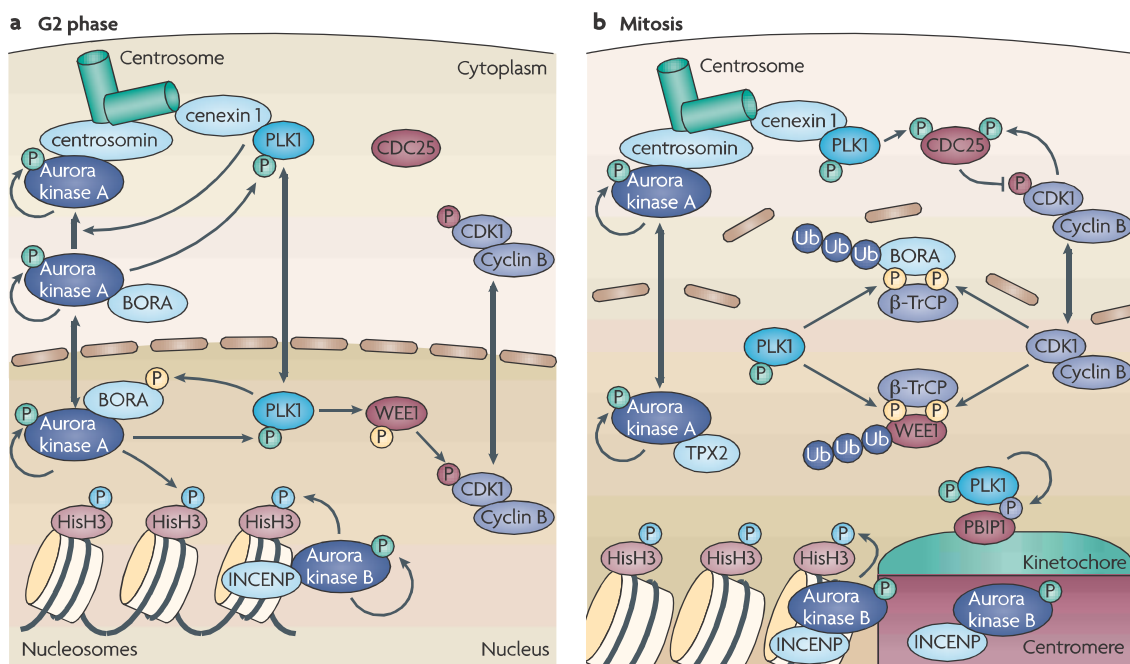 a G2 phase
Centrosome
Cytoplasm
cenexin 1
centrosomin
PLK1
P
P
CDC25
Aurora
kinase A
P
CDK1
Cyclin B
P
Aurora
kinase A
BORA
P
BORA
P
Aurora
kinase A
PLK1
P
WEE1
P
P
CDK1
Cyclin B
P
P
P
HisH3
HisH3
HisH3
P
Aurora
kinase B
INCENP
Nucleosomes
Nucleus
b Mitosis
Centrosome
cenexin 1
centrosomin
PLK1
P
P
P
CDC25
P
Aurora
kinase A
P
CDK1
Cyclin B
Ub
Ub
Ub
BORA
P
P
β-TrCP
PLK1
P
CDK1
Cyclin B
β-TrCP
P
P
WEE1
Ub
Ub
Ub
P
Aurora
kinase A
TPX2
P
PLK1
P
PBIP1
P
P
P
HisH3
HisH3
HisH3
Kinetochore
P
Aurora
kinase B
INCENP
P
Aurora
kinase B
INCENP
Centromere